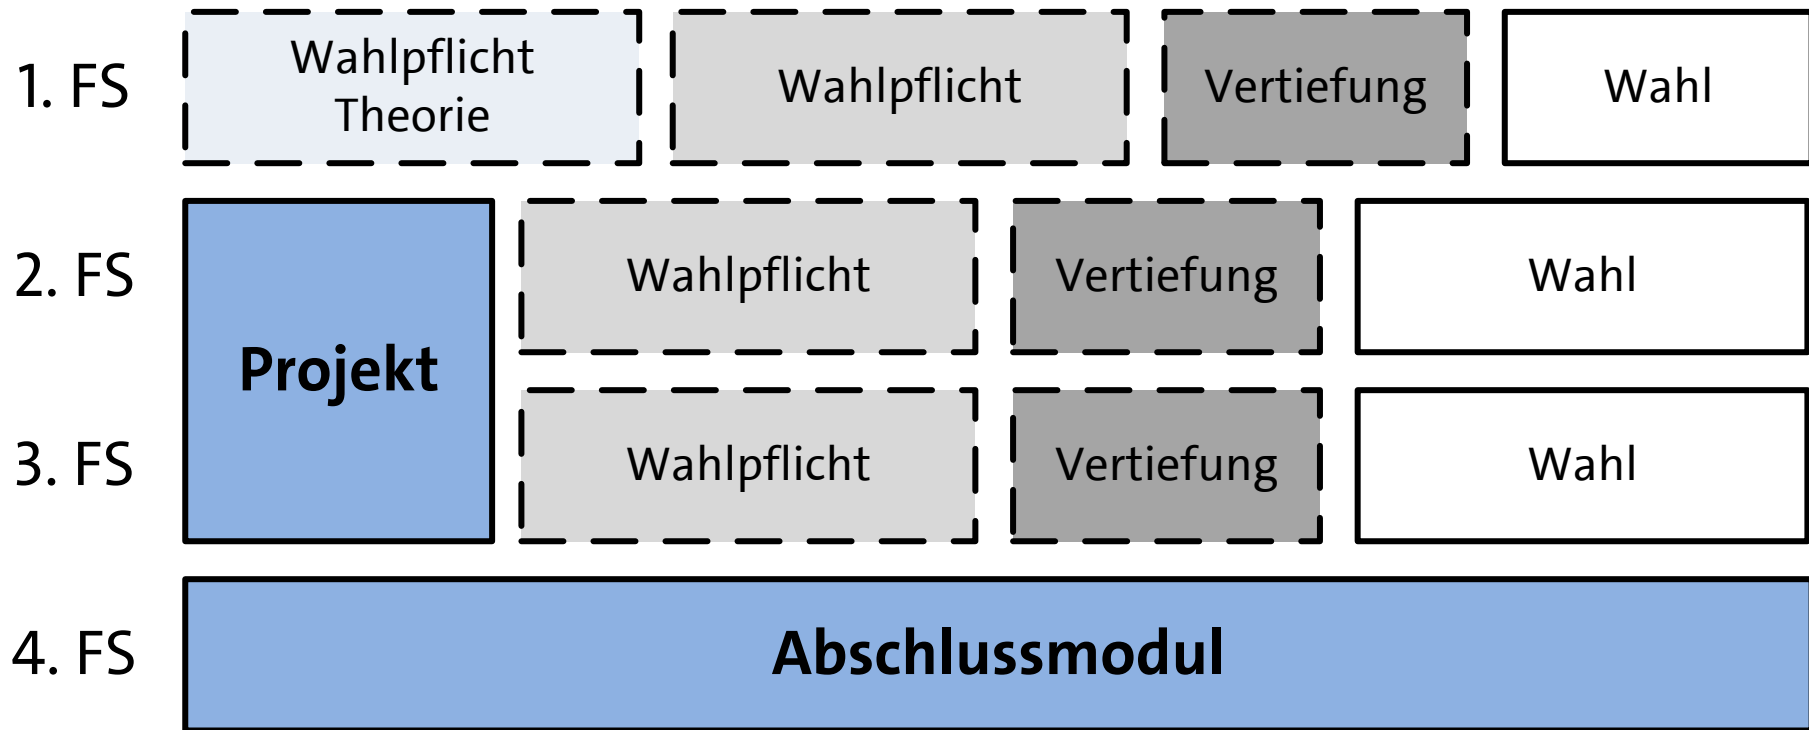 1. FS
Wahlpflicht
Theorie
Wahlpflicht
Vertiefung
Wahl
2. FS
Projekt
Wahlpflicht
Vertiefung
Wahl
3. FS
Wahlpflicht
Vertiefung
Wahl
4. FS
Abschlussmodul